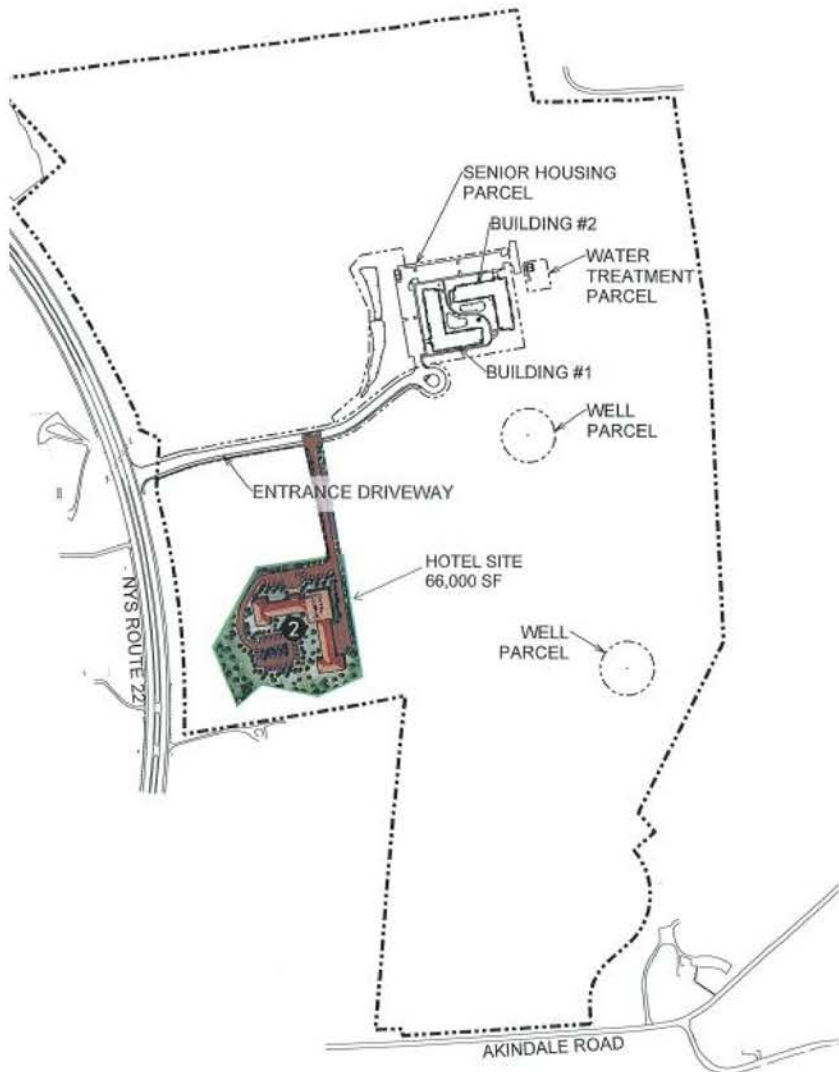 SENIOR HOUSING
PARCEL
BUILDING #2
WATER
TREATMENT
PARCEL
BUILDING #1
WELL
PARCEL
ENTRANCE DRIVEWAY
HOTEL SITE
66,000 SF
2
NYS ROUTE 22
WELL
PARCEL
AKINDALE ROAD